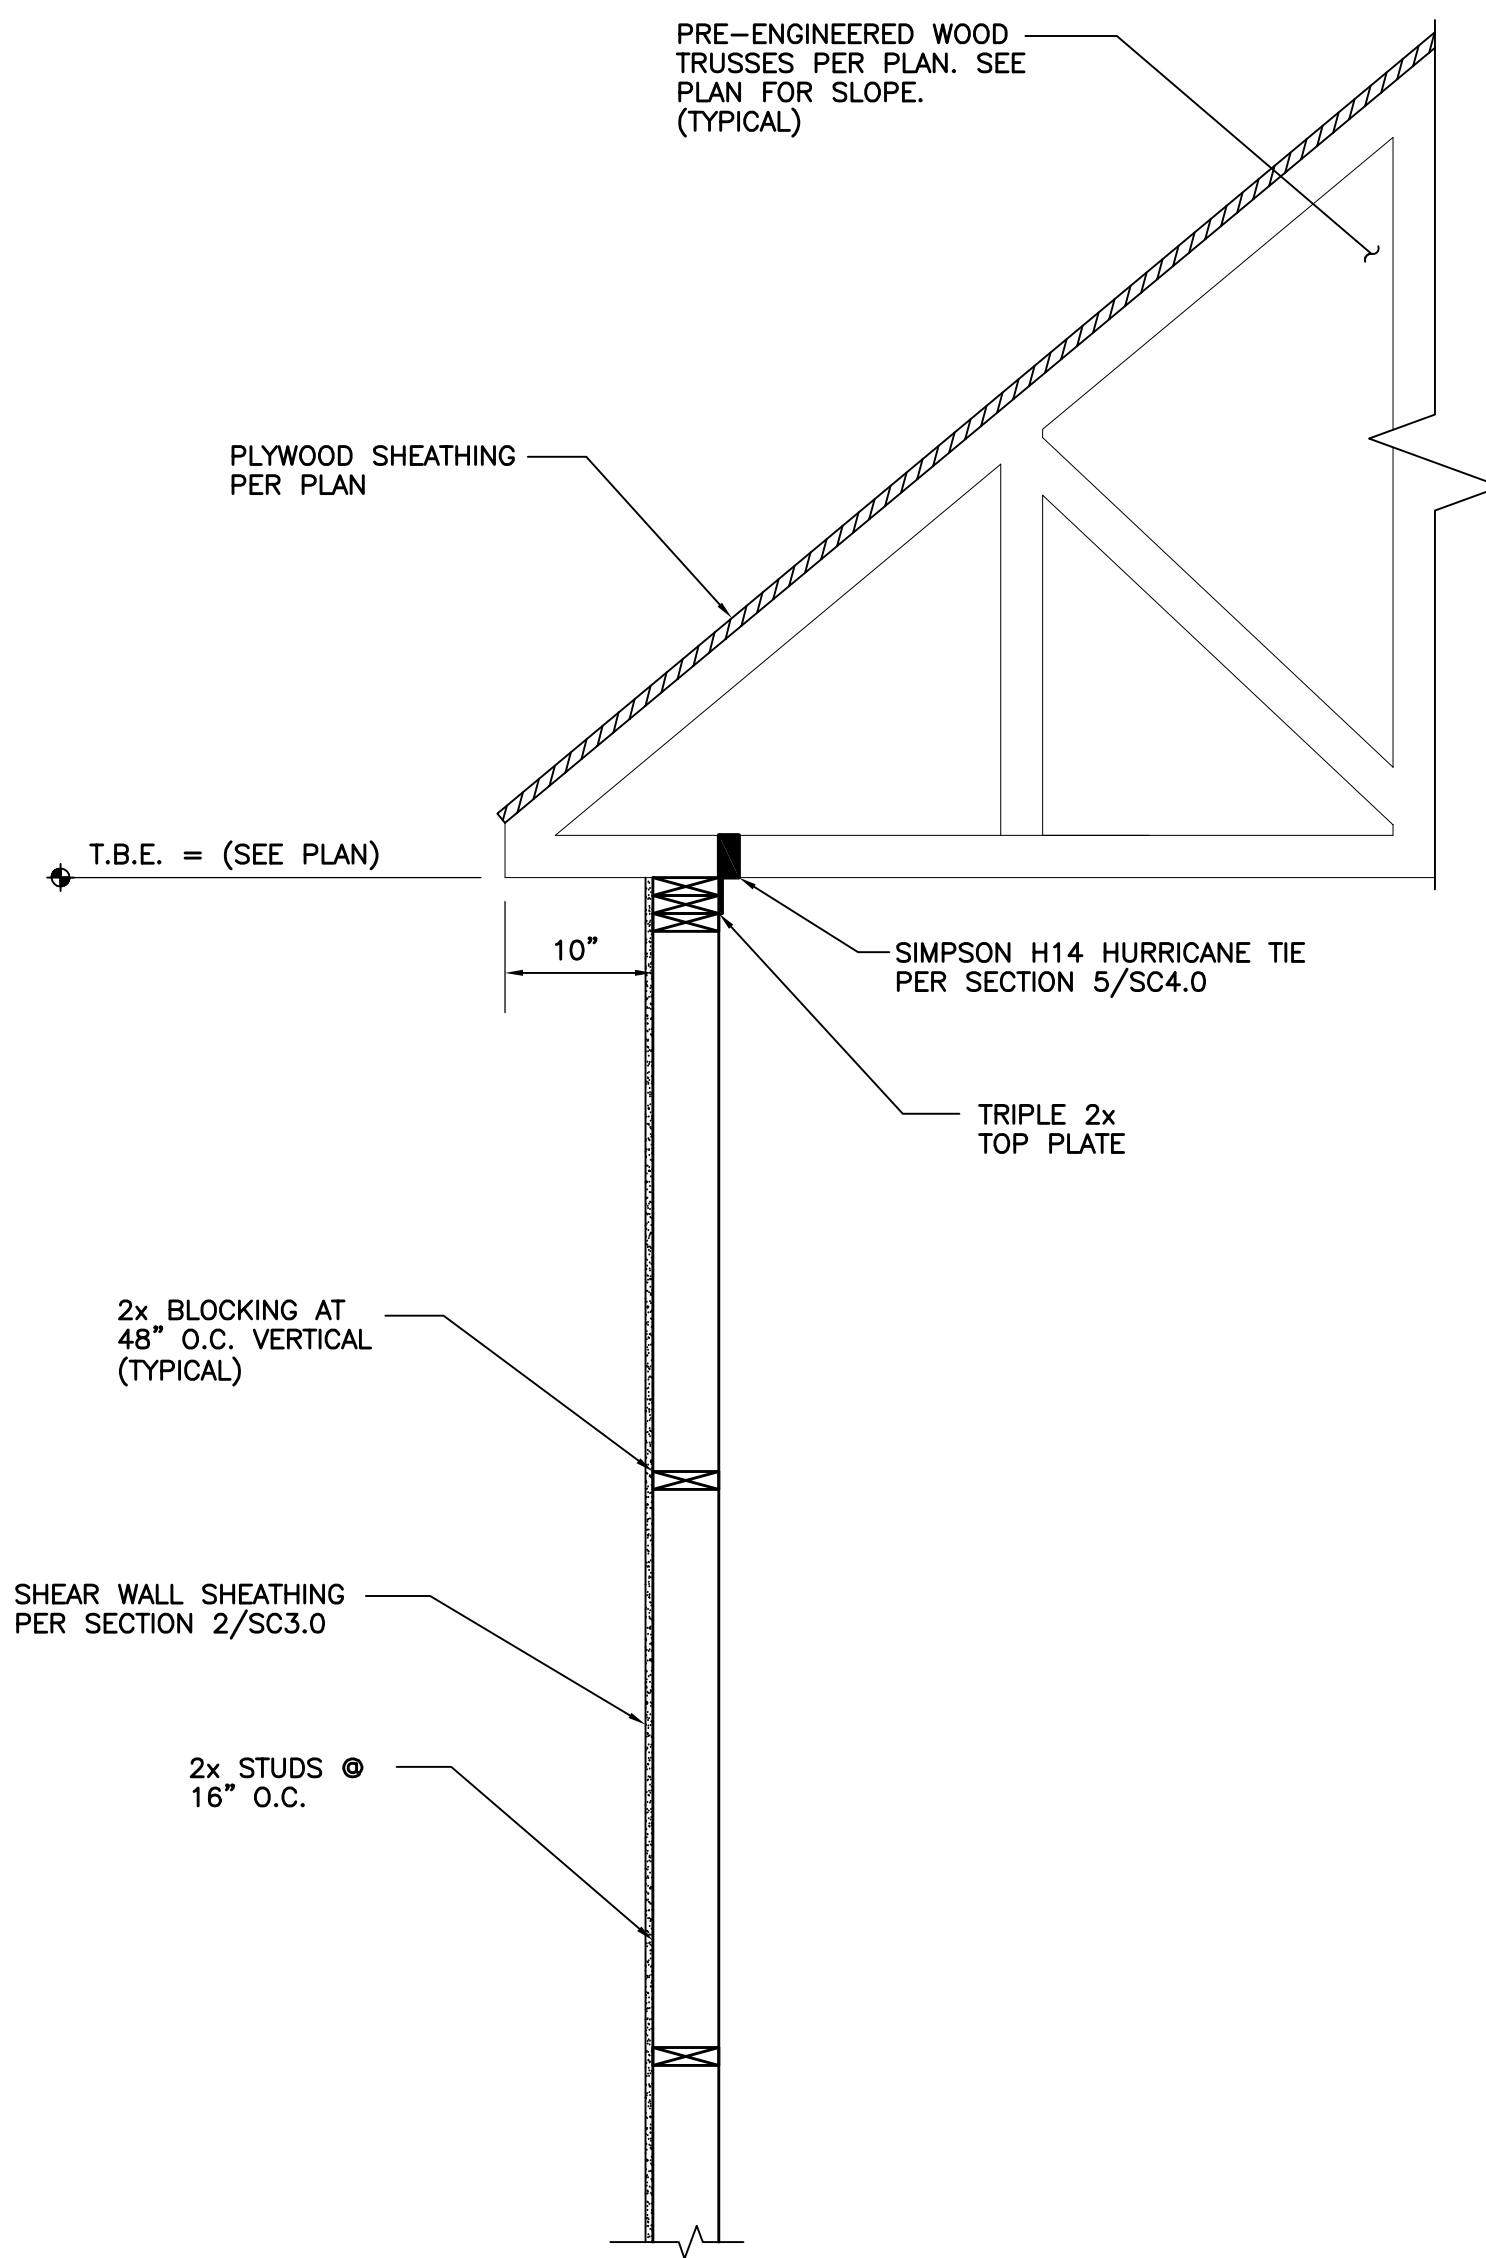 PRE-ENGINEERED WOOD
TRUSSES PER PLAN. SEE
PLAN FOR SLOPE.
(TYPICAL)
PLYWOOD SHEATHING
PER PLAN
T.B.E. = (SEE PLAN)
10”
SIMPSON H14 HURRICANE TIE
PER SECTION 5/SC4.0
TRIPLE 2x
TOP PLATE
2x BLOCKING AT
48” O.C. VERTICAL
(TYPICAL)
SHEAR WALL SHEATHING
PER SECTION 2/SC3.0
2x STUDS @
16” O.C.